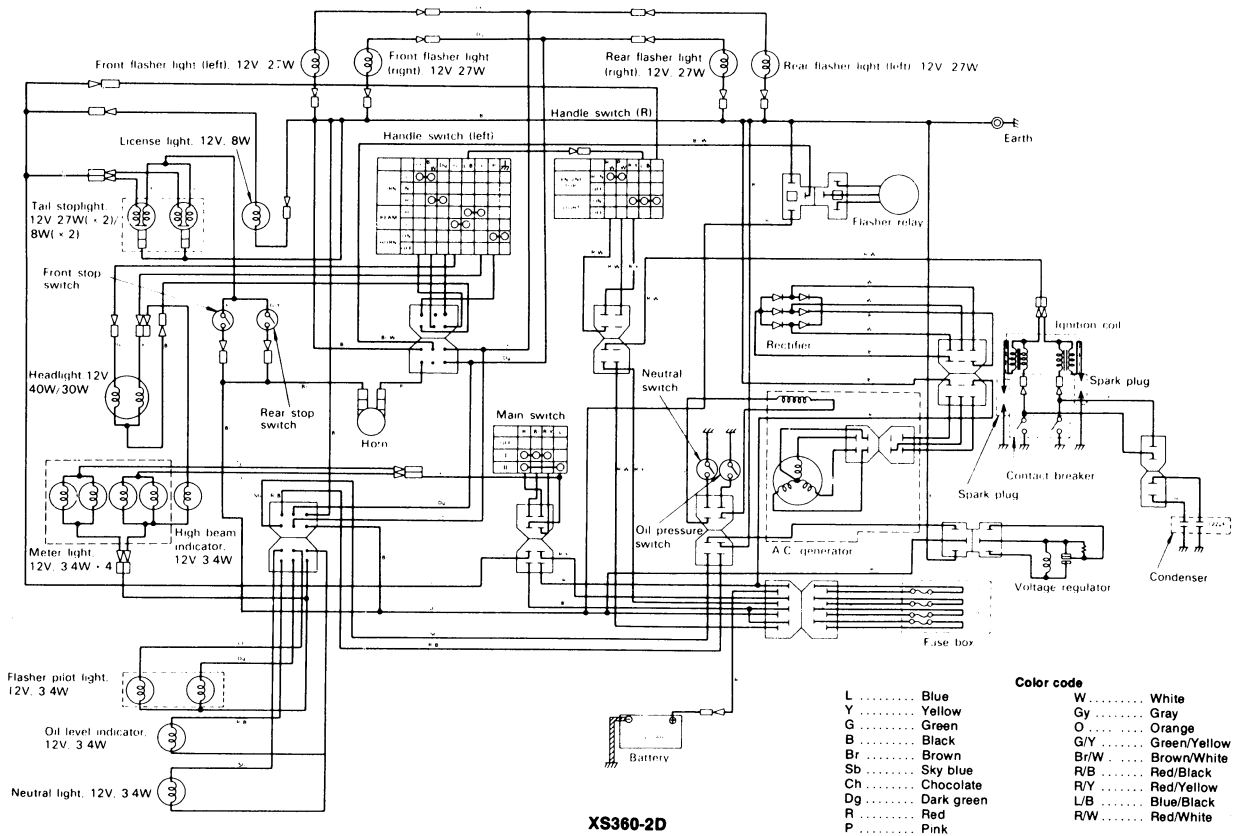 Front flasher light (left). 12V 27W
Front flasher light
(right). 12V 27W
Rear flasher light
(right). 12V. 27W
Rear flasher light (left) 12V 27W
Handle switch (R)
Handle switch (left)
Earth
License light. 12V. 8W
Tail stoplight.
12V 27W( × 2)/
8W( × 2)
Flasher relay
Front stop
switch
Rectifier
Ignition coil
Headlight 12V
40W/30W
Rear stop
switch
Horn
Main switch
Neutral
switch
Spark plug
Contact breaker
Spark plug
Oil pressure
switch
A.C. generator
High beam
indicator.
12V 3 4W
Meter light.
12V. 3 4W • 4
Voltage regulator
Condenser
Fuse box
Flasher pilot light.
12V. 3 4W
Oil level indicator.
12V. 3 4W
Neutral light. 12V. 3 4W
Battery
Color code
L ......... Blue
Y ......... Yellow
G ......... Green
B ......... Black
Br ........ Brown
Sb ........ Sky blue
Ch ........ Chocolate
Dg ........ Dark green
R ......... Red
P ......... Pink
W ......... White
Gy ....... Gray
O ........ Orange
G/Y ....... Green/Yellow
Br/W ...... Brown/White
R/B ....... Red/Black
R/Y ....... Red/Yellow
L/B ....... Blue/Black
R/W ....... Red/White
XS360-2D